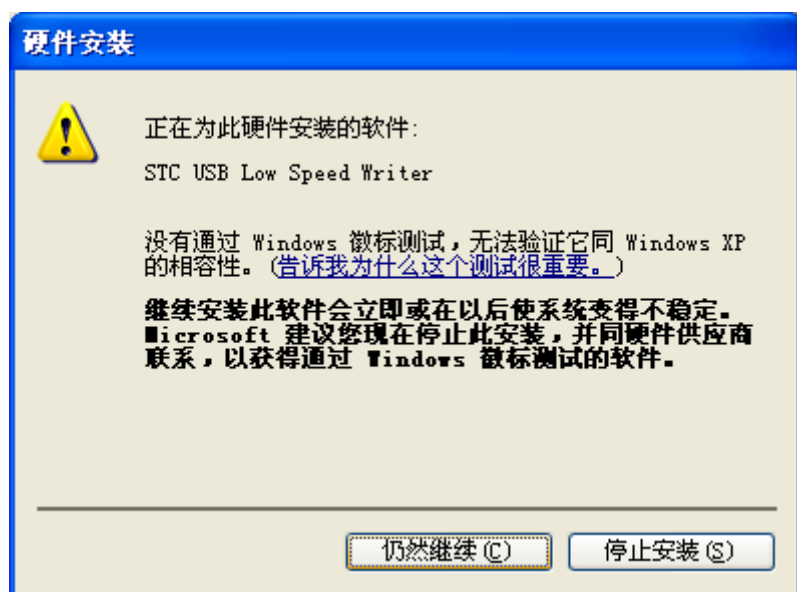 硬件安装
正在为此硬件安装的软件:
STC USB Low Speed Writer
没有通过 Windows 徽标测试，无法验证它同 Windows XP
的相容性。(告诉我为什么这个测试很重要。)
继续安装此软件会立即或在以后使系统变得不稳定。
Microsoft 建议您现在停止此安装，并同硬件供应商
联系，以获得通过 Windows 徽标测试的软件。
仍然继续(C) 停止安装(S)